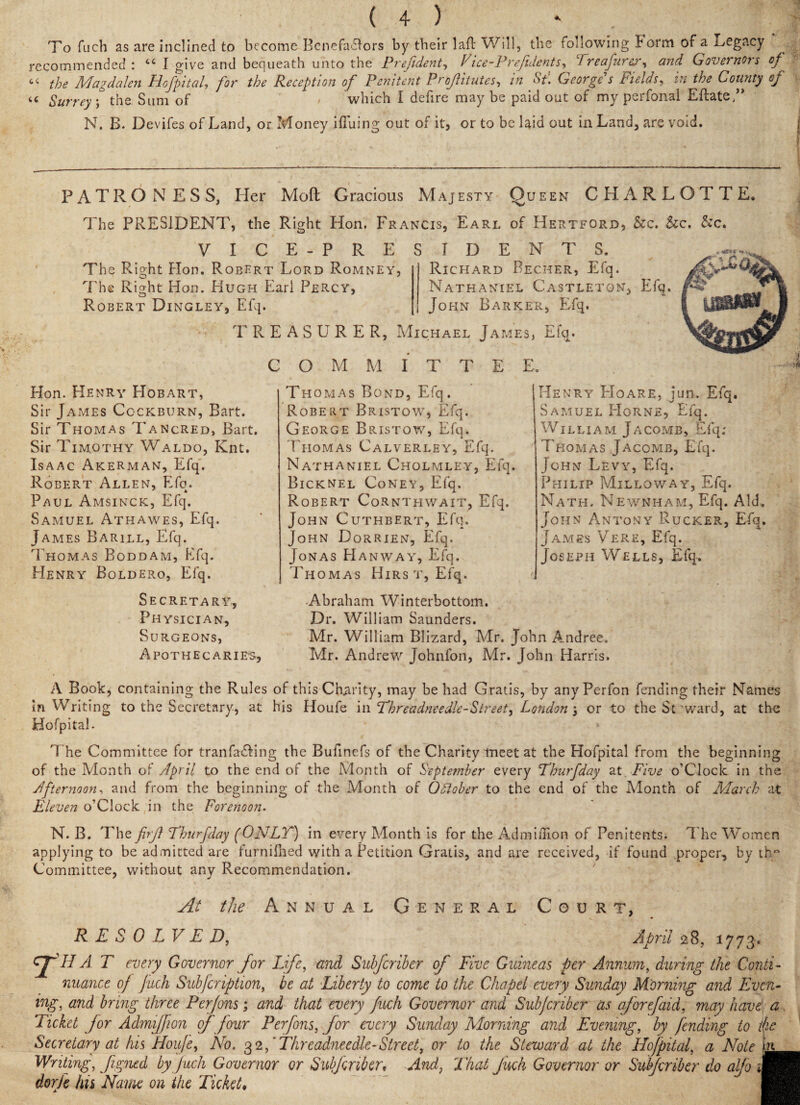 ( 4 )
To ſuch as are inclined to become Benefactors by their laſt Will, the following Form of a Legacy
recommended : “ I give and bequeath unto the Preſident, Vice-Preſidents, Treaſurer, and Governors of
“ the Magdalen Hoſpital, for the Reception of Penitent Proſtitutes, in St. George's Fields, in the County of
“ Surrey ; the Sum of which I deſire may be paid out of my perſonal Eſtate,”
N. B. Deviſes of Land, or Money iſſuing out of it, or to be laid out in Land, are void.
PATRONESS, Her Moſt Gracious MAJESTY QUEEN CHARLOTTE.
The PRESIDENT, the Right Hon. FRANCIS, EARL of HERTFORD, &c. &c. &c.
VICE-PRESIDENTS.
The Right Hon. ROBERT LORD ROMNEY,
The Right Hon. HUGH Earl PERCY,
ROBERT DINGLEY, Eſq.
RICHARD BECHER, Eſq.
NATHANIEL CASTLETON, Eſq.
JOHN BARKER, Eſq.
LIBRARY
TREASURER, MICHAEL JAMES, Eſq.
COMMITTEE.
Hon. HENRY HOBART,
Sir JAMES COCKBURN, Bart.
Sir THOMAS TANCRED, Bart.
Sir TIMOTHY WALDO, Knt.
ISAAC AKERMAN, Eſq.
ROBERT ALLEN, Eſq.
PAUL AMSINCK, Eſq.
SAMUEL ATHAWES, Eſq.
JAMES BARILL, Eſq.
THOMAS BODDAM, Eſq.
HENRY BOLDERO, Eſq.
THOMAS BOND, Eſq.
ROBERT BRISTOW, Eſq.
GEORGE BRISTOW, Eſq.
THOMAS CALVERLEY, Eſq.
NATHANIEL CHOLMLEY, Eſq.
BICKNEL CONEY, Eſq.
ROBERT CORNTHWAIT, Eſq.
JOHN CUTHBERT, Eſq.
JOHN DORRIEN, Eſq.
JONAS HANWAY, Eſq.
THOMAS HIRST, Eſq.
HENRY HOARE, jun. Eſq.
SAMUEL HORNE, Eſq.
WILLIAM JACOMB, Eſq;
THOMAS JACOMB, Eſq.
JOHN LEVY, Eſq.
PHILIP MILLOWAY, Eſq.
NATH. NEWNHAM, Eſq. Ald.
JOHN ANTONY RUCKER, Eſq.
JAMES VERE, Eſq.
JOSEPH WELLS, Eſq.
SECRETARY, Abraham Winterbottom.
PHYSICIAN, Dr. William Saunders.
SURGEONS, Mr. William Blizard, Mr. John Andree.
APOTHECARIES, Mr. Andrew Johnſon, Mr. John Harris.
A Book, containing the Rules of this Charity, may be had Gratis, by any Perſon ſending their Names
in Writing to the Secretary, at his Houſe in Threadneedle-Street, London ; or to the St ward, at the
Hoſpital.
The Committee for tranſacting the Buſineſs of the Charity meet at the Hoſpital from the beginning
of the Month of April to the end of the Month of September every Thurſday at Five o'Clock in the
Afternoon, and from the beginning of the Month of October to the end of the Month of March at
Eleven o'Clock in the Forenoon.
N. B. The firſt Thurſday (ONLY) in every Month is for the Admiſſion of Penitents. The Women
applying to be admitted are furniſhed with a Petition Gratis, and are received, if found proper, by the
Committee, without any Recommendation.
At the ANNUAL GENERAL COURT,
RESOLVED, April 28, 1773.
THAT every Governor for Life, and Subſcriber of Five Guineas per Annum, during the Conti-
nuance of ſuch Subſcription, be at Liberty to come to the Chapel every Sunday Morning and Even-
ing, and bring three Perſons ; and that every ſuch Governor and Subſcriber as aforeſaid, may have a
Ticket for Admiſſion of four Perſons, for every Sunday Morning and Evening, by ſending to the
Secretary at his Houſe, No. 32, Threadneedle-Street, or to the Steward at the Hoſpital, a Note in
Writing, ſigned by ſuch Governor or Subſcriber. And, That ſuch Governor or Subſcriber do alſo
dorſe his Name on the Ticket.